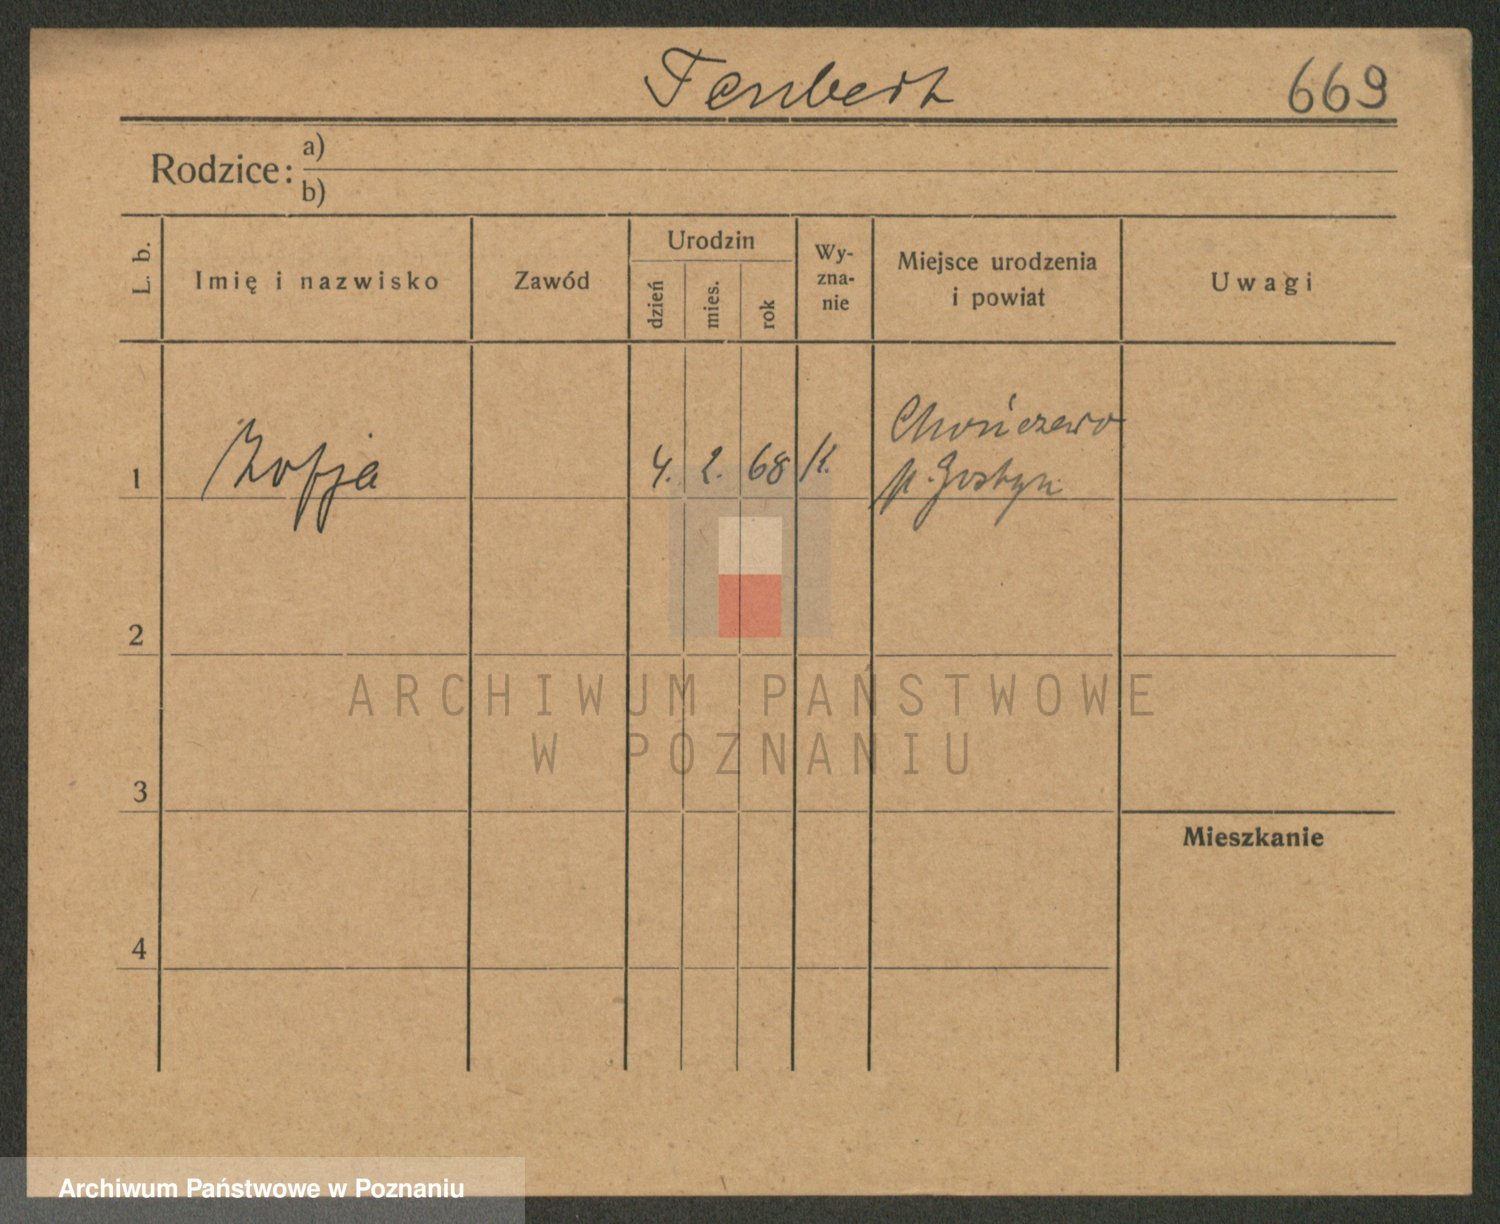 Fenbert 669
Rodzice: a)
b)
L. b. Imię i nazwisko Zawód Urodzin dzień mies. rok Wy-zna-nie Miejsce urodzenia i powiat Uwagi
Chończewo
1 Zofja 4. 2. 68 K. p. Gostyń
2
ARCHIWUM PAŃSTWOWE
W POZNANIU
3
Mieszkanie
4
Archiwum Państwowe w Poznaniu